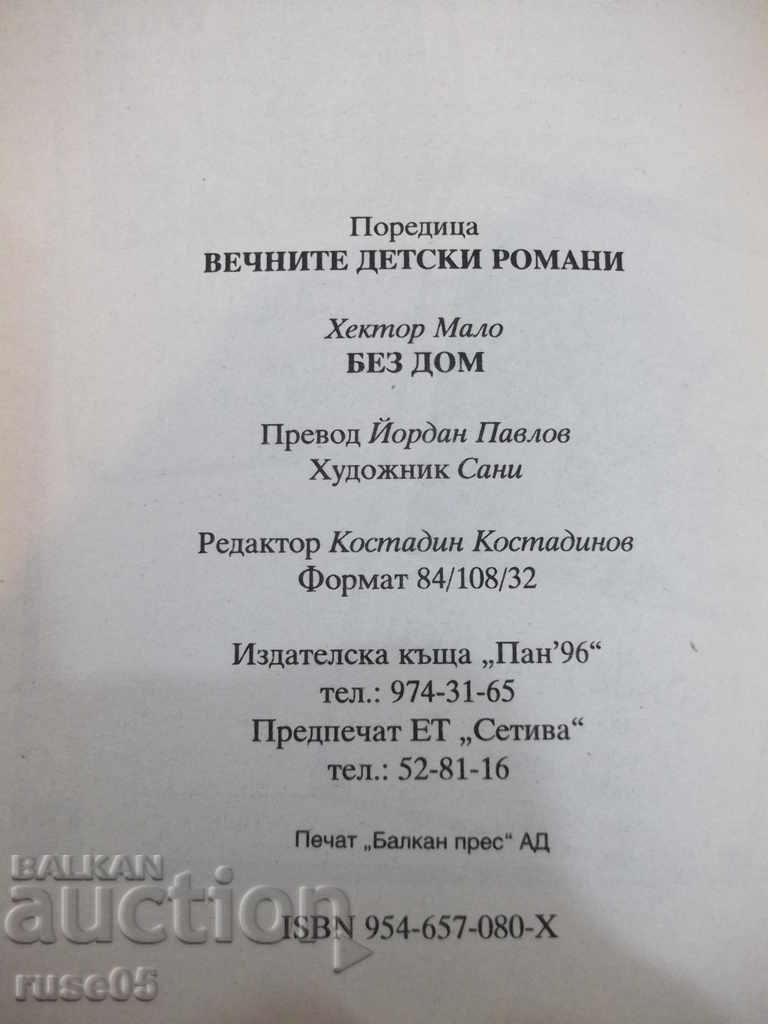 Поредица
ВЕЧНИТЕ ДЕТСКИ РОМАНИ
Хектор Мало
БЕЗ ДОМ
Превод Йордан Павлов
Художник Сани
Редактор Костадин Костадинов
Формат 84/108/32
Издателска къща „Пан’96“
тел.: 974-31-65
Предпечат ЕТ „Сетива“
тел.: 52-81-16
Печат „Балкан прес“ АД
BALKAN
auction
ISBN 954-657-080-X
ruse05